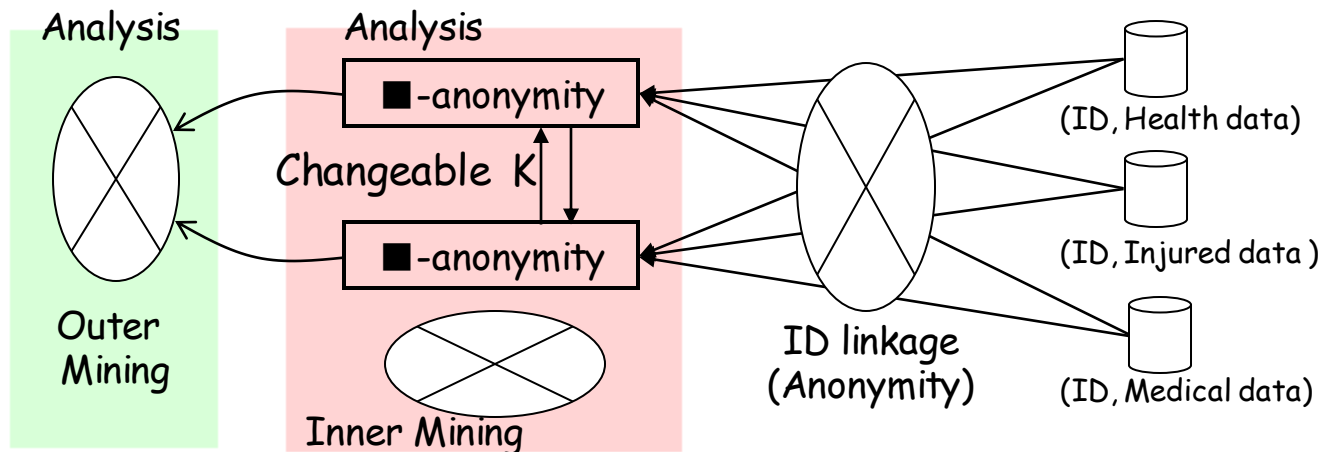 Analysis
Outer
Mining
Analysis
■-anonymity
Changeable K
■-anonymity
Inner Mining
ID linkage
(Anonymity)
(ID, Health data)
(ID, Injured data )
(ID, Medical data)